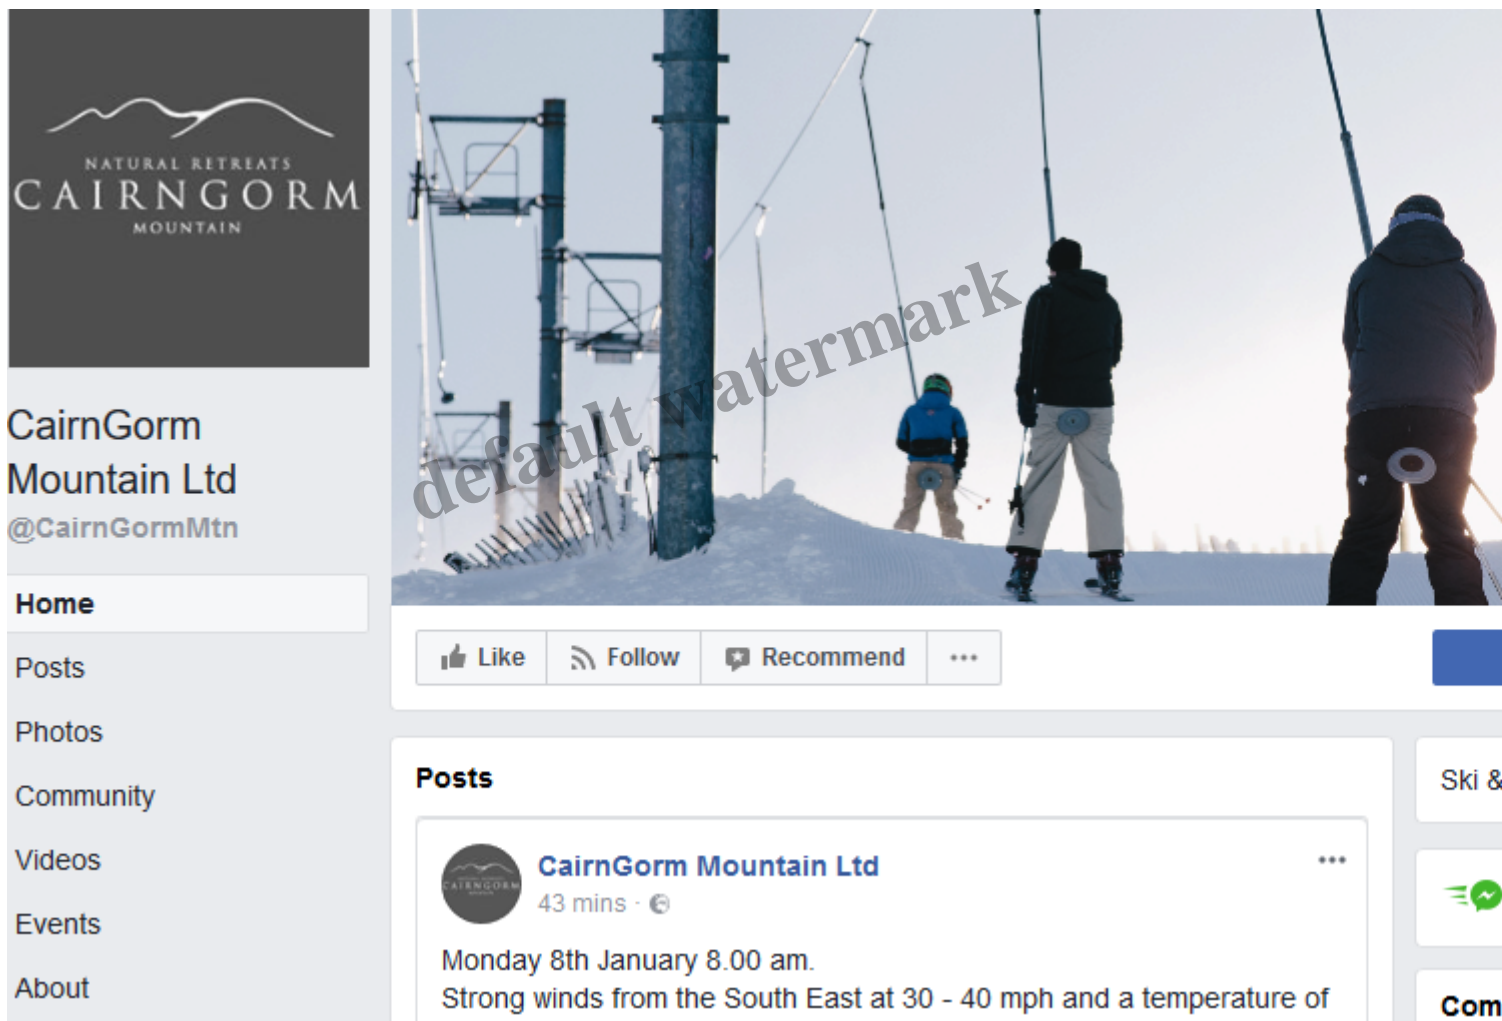 NATURAL RETREATS
CAIRNGORM
MOUNTAIN
CairnGorm
Mountain Ltd
@CairnGormMtn
Home
Posts
Photos
Community
Videos
Events
About
default watermark
Like
Follow
Recommend
Posts
CAIRNGORM
CairnGorm Mountain Ltd
43 mins ·
Monday 8th January 8.00 am.
Strong winds from the South East at 30 - 40 mph and a temperature of
Ski &
Com